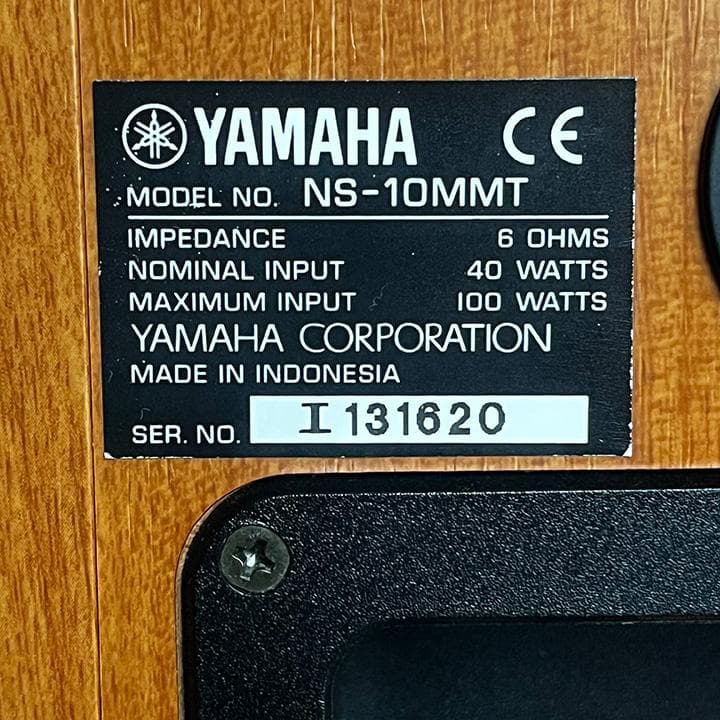 YAMAHA CE
MODEL NO. NS-10MMT
IMPEDANCE 6 OHMS
NOMINAL INPUT 40 WATTS
MAXIMUM INPUT 100 WATTS
YAMAHA CORPORATION
MADE IN INDONESIA
SER. NO. I 131620